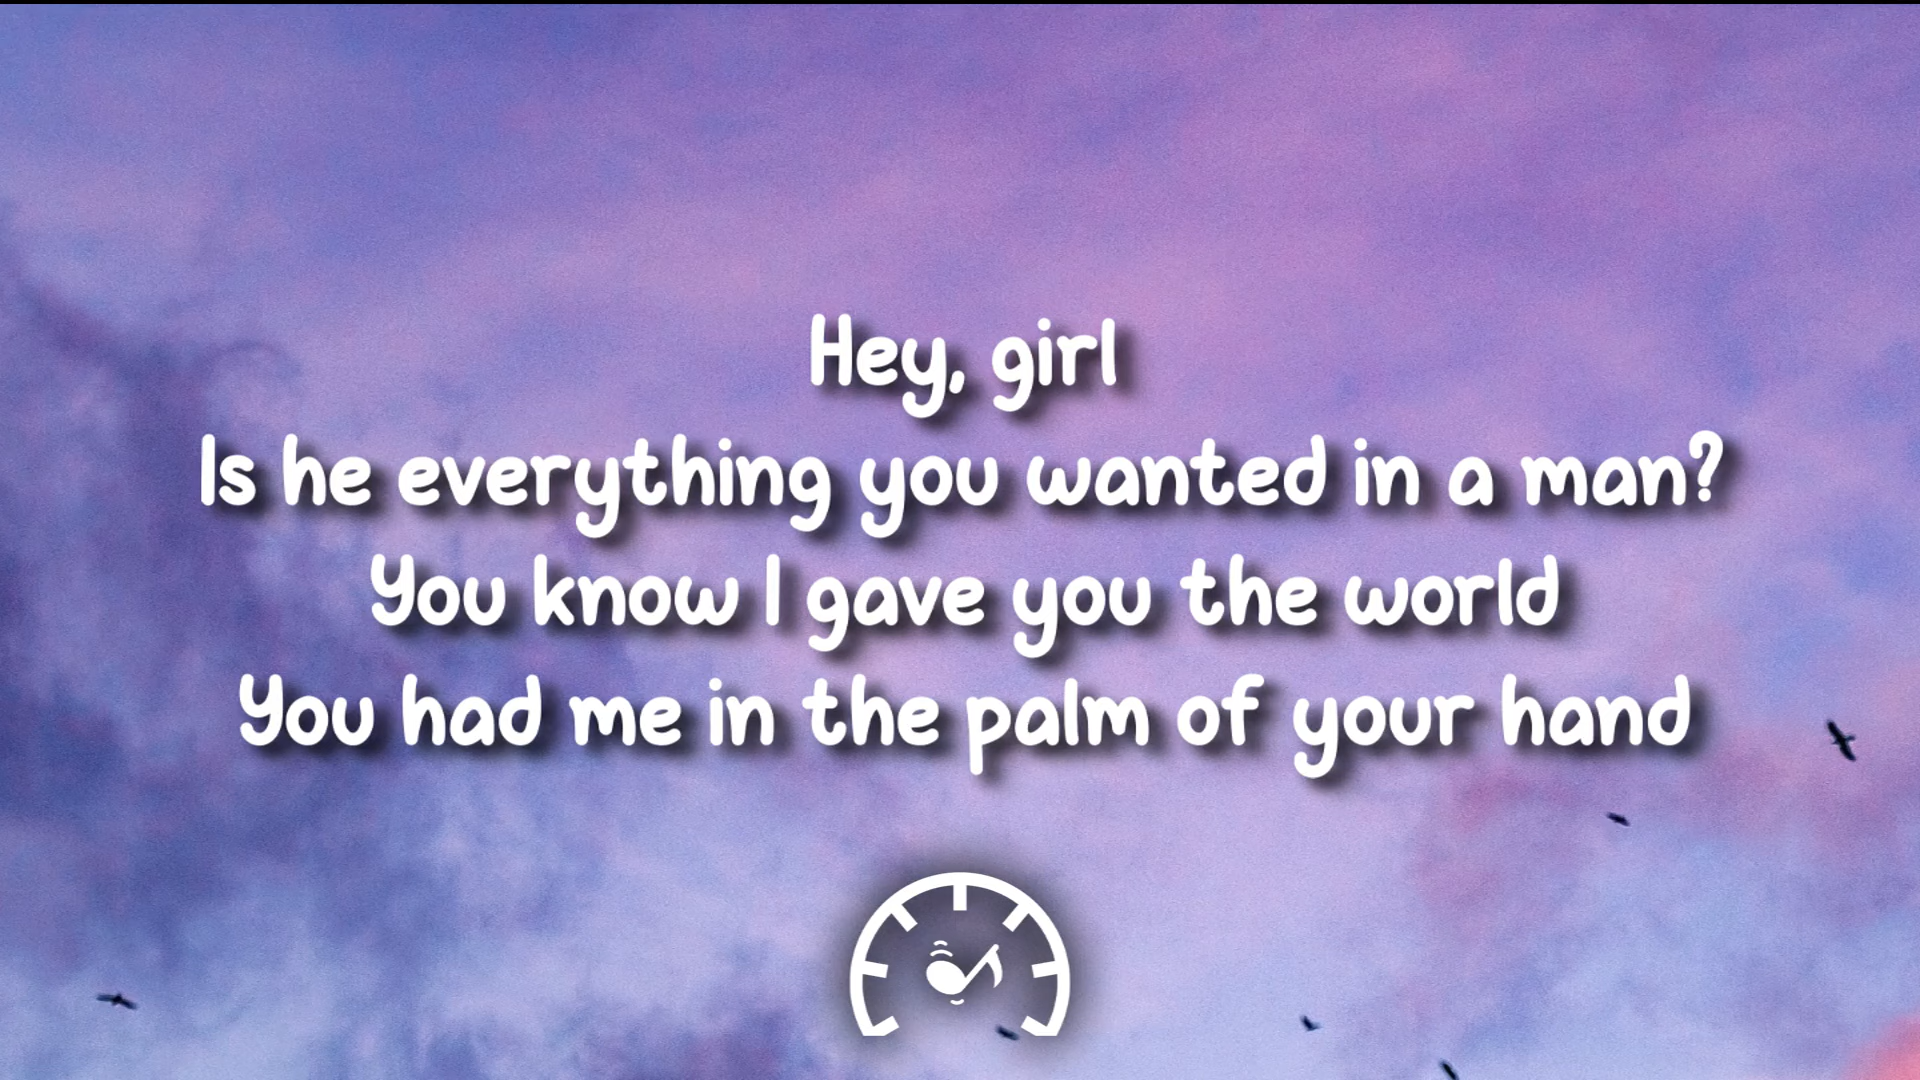 Hey, girl
Is he everything you wanted in a man?
You know I gave you the world
You had me in the palm of your hand